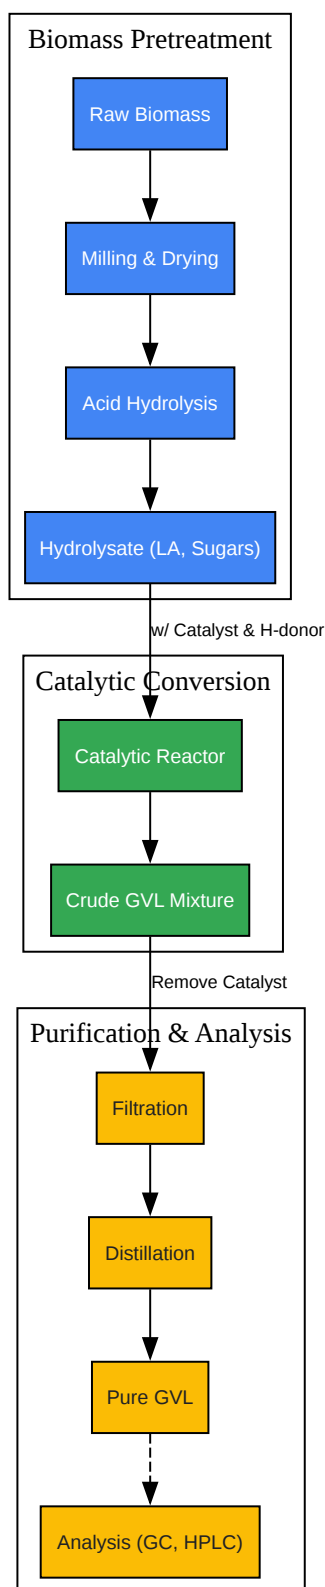 Biomass Pretreatment
Raw Biomass
Milling & Drying
Acid Hydrolysis
Hydrolysate (LA, Sugars)
w/ Catalyst & H-donor
Catalytic Conversion
Catalytic Reactor
Crude GVL Mixture
Remove Catalyst
Purification & Analysis
Filtration
Distillation
Pure GVL
Analysis (GC, HPLC)